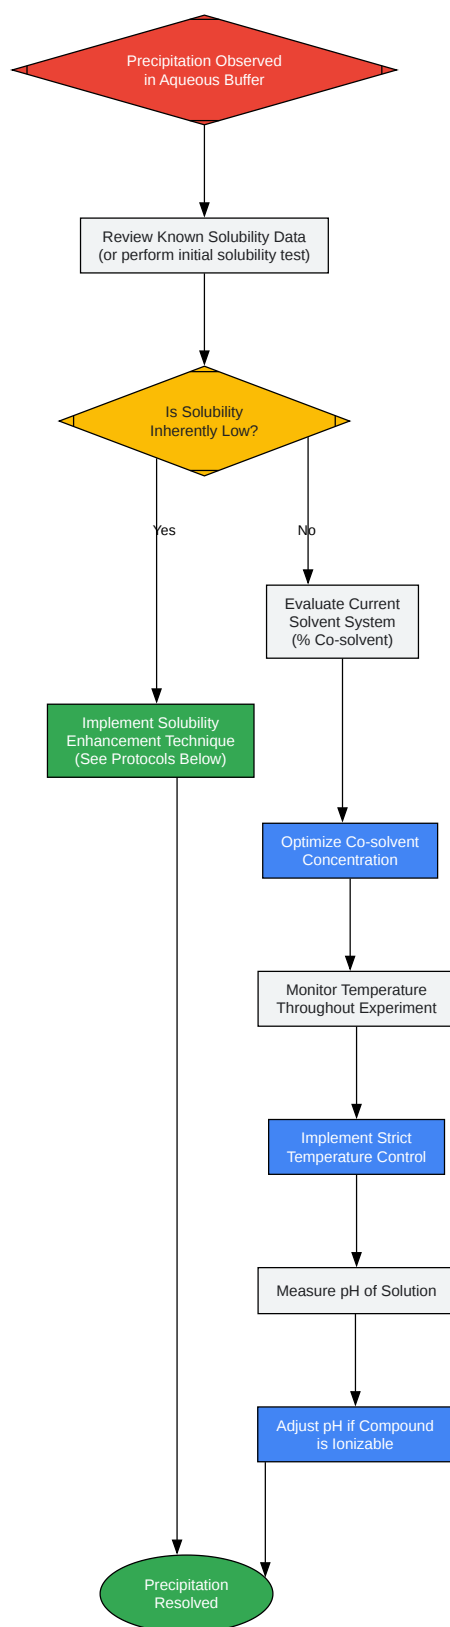 Precipitation Observed
in Aqueous Buffer
Review Known Solubility Data
(or perform initial solubility test)
Is Solubility
Inherently Low?
Yes
No
Evaluate Current
Solvent System
(% Co-solvent)
Implement Solubility
Enhancement Technique
(See Protocols Below)
Optimize Co-solvent
Concentration
Monitor Temperature
Throughout Experiment
Implement Strict
Temperature Control
Measure pH of Solution
Adjust pH if Compound
is Ionizable
Precipitation
Resolved